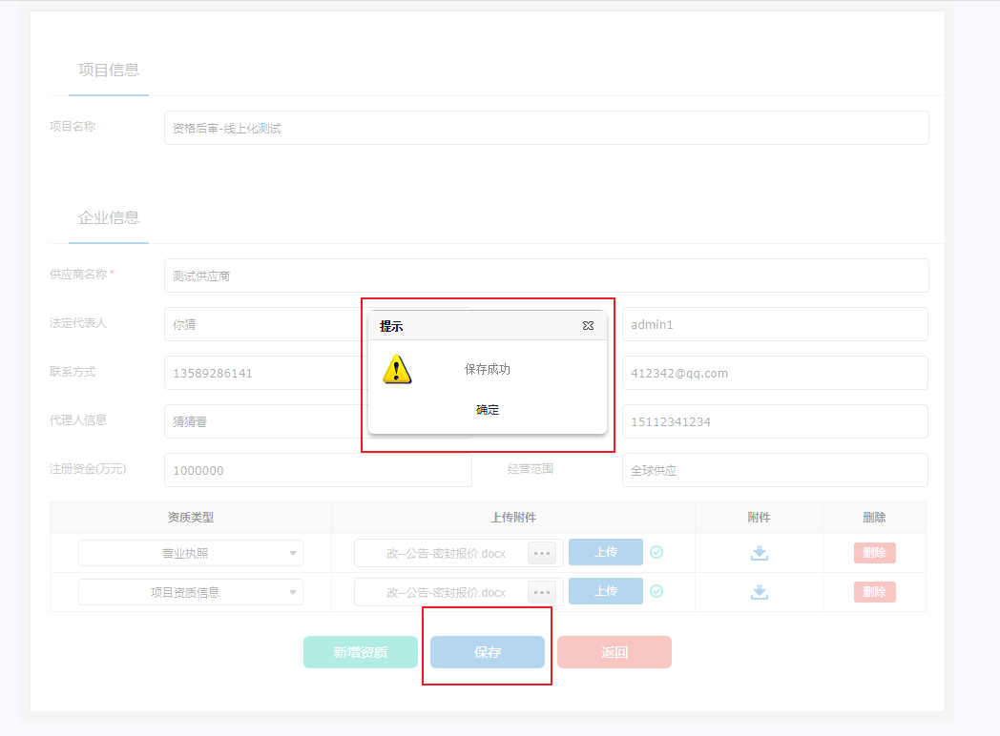 项目信息
项目名称 资格后审-线上化测试
企业信息
供应商名称 * 测试供应商
法定代表人 你猜 admin1
提示
保存成功
确定
联系方式 13589286141 412342@qq.com
代理人信息 猜猜看 15112341234
注册资金(万元) 1000000 经营范围 全球供应
资质类型 上传附件 附件 删除
营业执照 改--公告-密封报价.docx ••• 上传 删除
项目资质信息 改--公告-密封报价.docx ••• 上传 删除
新增资质 保存 返回